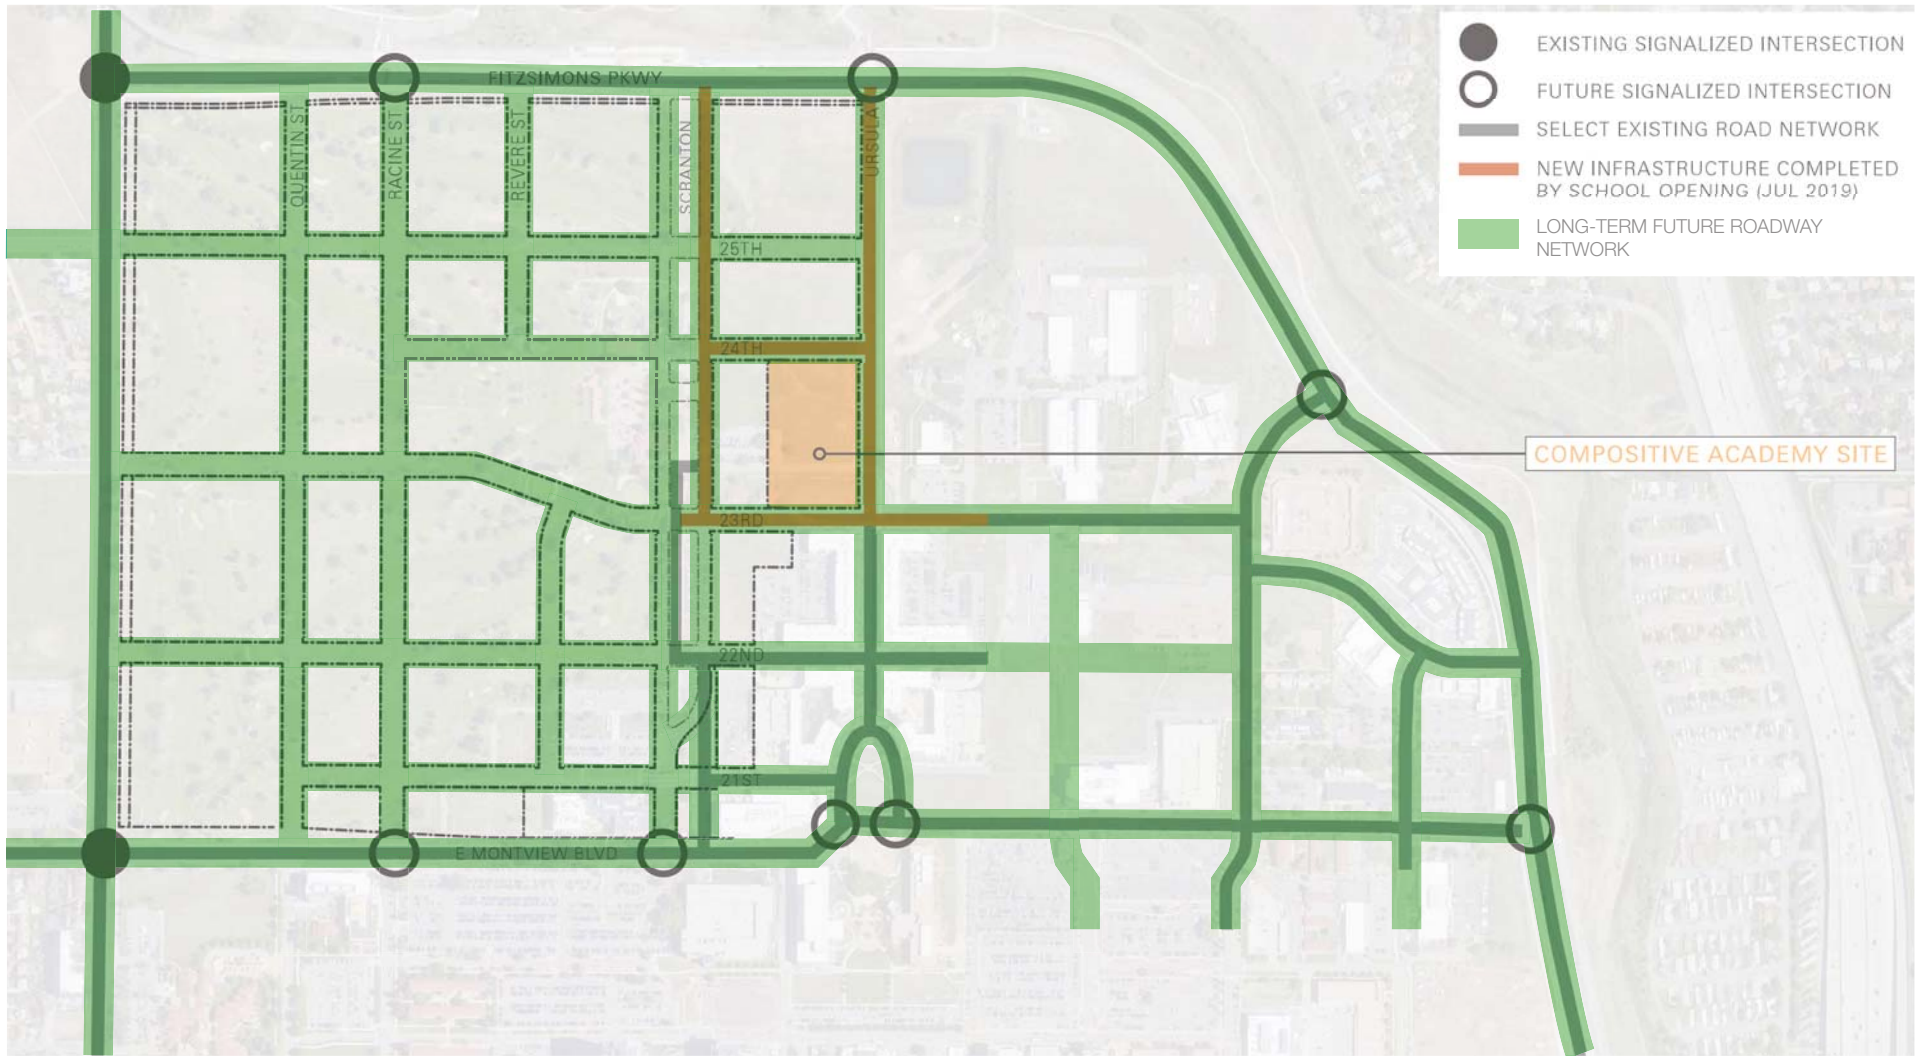 EXISTING SIGNALIZED INTERSECTION
FUTURE SIGNALIZED INTERSECTION
SELECT EXISTING ROAD NETWORK
NEW INFRASTRUCTURE COMPLETED
BY SCHOOL OPENING (JUL 2019)
LONG-TERM FUTURE ROADWAY
NETWORK
FITZSIMONS PKWY
QUENTIN ST
RACINE ST
REVERE ST
SCRANTON
URSULA
25TH
24TH
COMPOSITIVE ACADEMY SITE
23RD
22ND
21ST
E MONTVIEW BLVD